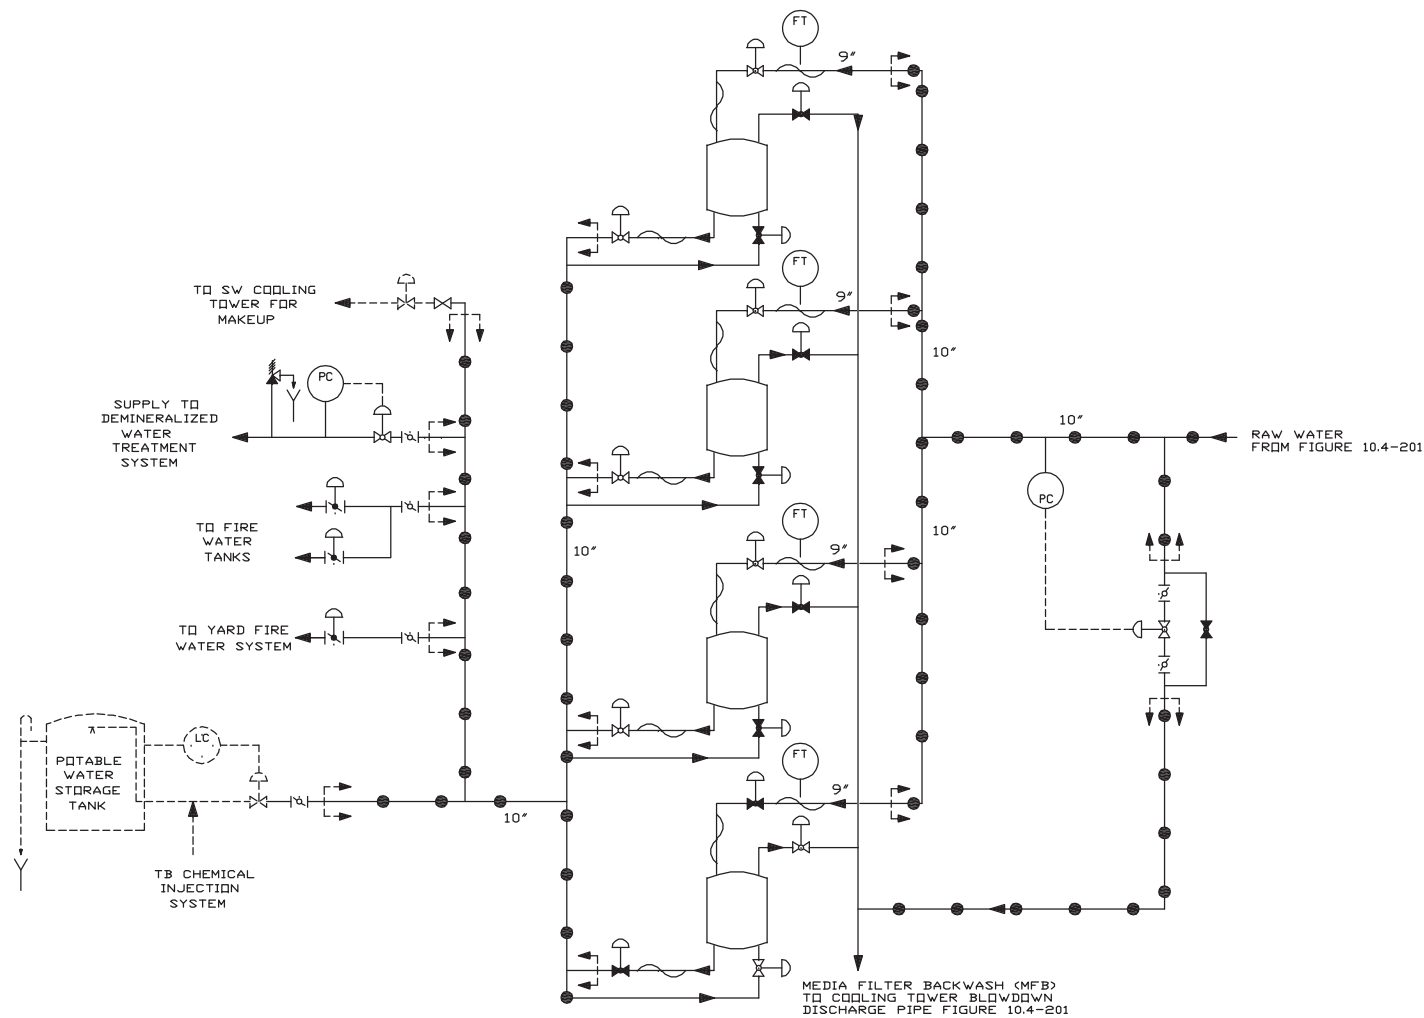 FT
9"
FT
TO SW COOLING
TOWER FOR
MAKEUP
9"
10"
PC
SUPPLY TO
DEMINERALIZED
WATER
TREATMENT
SYSTEM
10"
RAW WATER
FROM FIGURE 10.4-201
PC
FT
TO FIRE
WATER
TANKS
10"
9"
10"
TO YARD FIRE
WATER SYSTEM
LC
FT
POTABLE
WATER
STORAGE
TANK
9"
10"
TB CHEMICAL
INJECTION
SYSTEM
MEDIA FILTER BACKWASH (MFB)
TO COOLING TOWER BLOWDOWN
DISCHARGE PIPE FIGURE 10.4-201